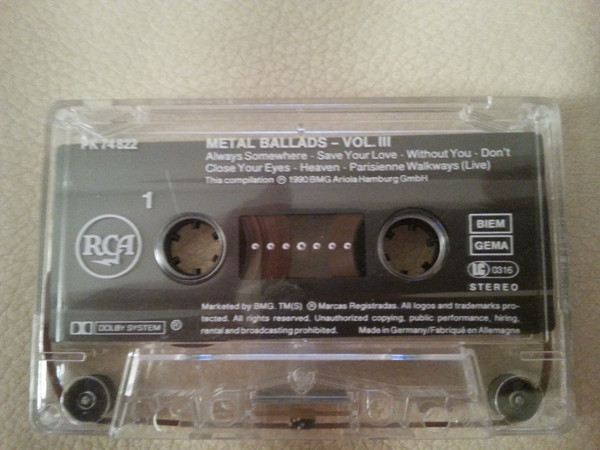 PK 74822
METAL BALLADS – VOL. III
Always Somewhere - Save Your Love - Without You - Don't
Close Your Eyes - Heaven - Parisienne Walkways (Live)
This compilation ℗ 1990 BMG Ariola Hamburg GmbH
1
RCA
BIEM
GEMA
LC 0316
STEREO
Marketed by BMG. TM(S) ® Marcas Registradas. All logos and trademarks pro-
tected. All rights reserved. Unauthorized copying, public performance, hiring,
rental and broadcasting prohibited. Made in Germany/Fabriqué en Allemagne
DOLBY SYSTEM ®